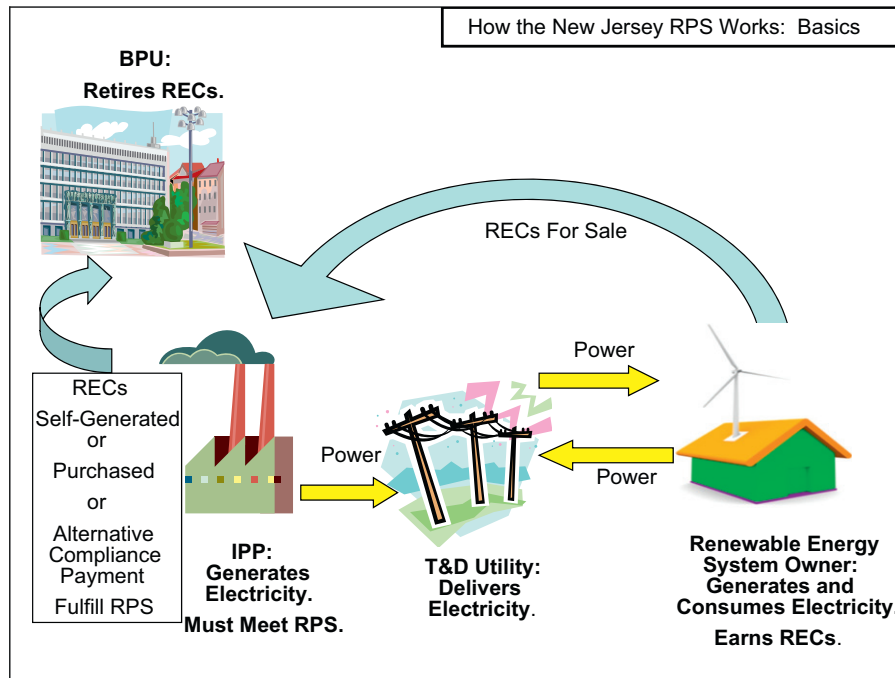 How the New Jersey RPS Works:  Basics
BPU:
Retires RECs.
RECs For Sale
Power
Power
Power
RECs
Self-Generated
or
Purchased
or
Alternative
Compliance
Payment
Fulfill RPS
IPP:
Generates
Electricity.
Must Meet RPS.
T&D Utility:
Delivers
Electricity.
Renewable Energy
System Owner:
Generates and
Consumes Electricity.
Earns RECs.